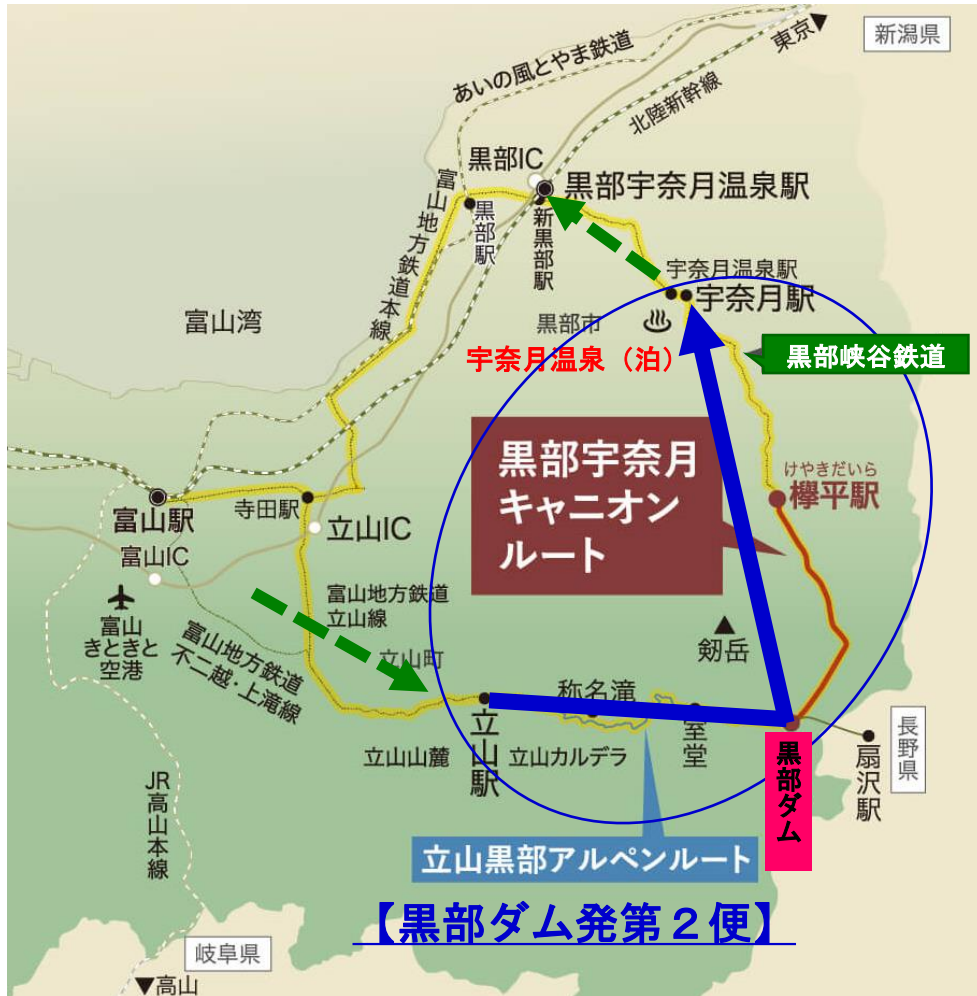 新潟県
東京▶
あいの風とやま鉄道
北陸新幹線
黒部IC
黒部宇奈月温泉駅
富山地方鉄道本線
黒部駅
新黒部駅
宇奈月温泉駅
宇奈月駅
富山湾
黒部市
宇奈月温泉（泊）
黒部峡谷鉄道
黒部宇奈月
キャニオン
ルート
けやきだいら
欅平駅
富山駅
寺田駅
立山IC
富山IC
富山
きときと
空港
富山地方鉄道
立山線
富山地方鉄道
不二越・上滝線
立山町
▲
剱岳
称名滝
室堂
立山山麓
立山駅
立山カルデラ
黒部ダム
扇沢駅
長野県
JR高山本線
立山黒部アルペンルート
【黒部ダム発第２便】
岐阜県
▼高山